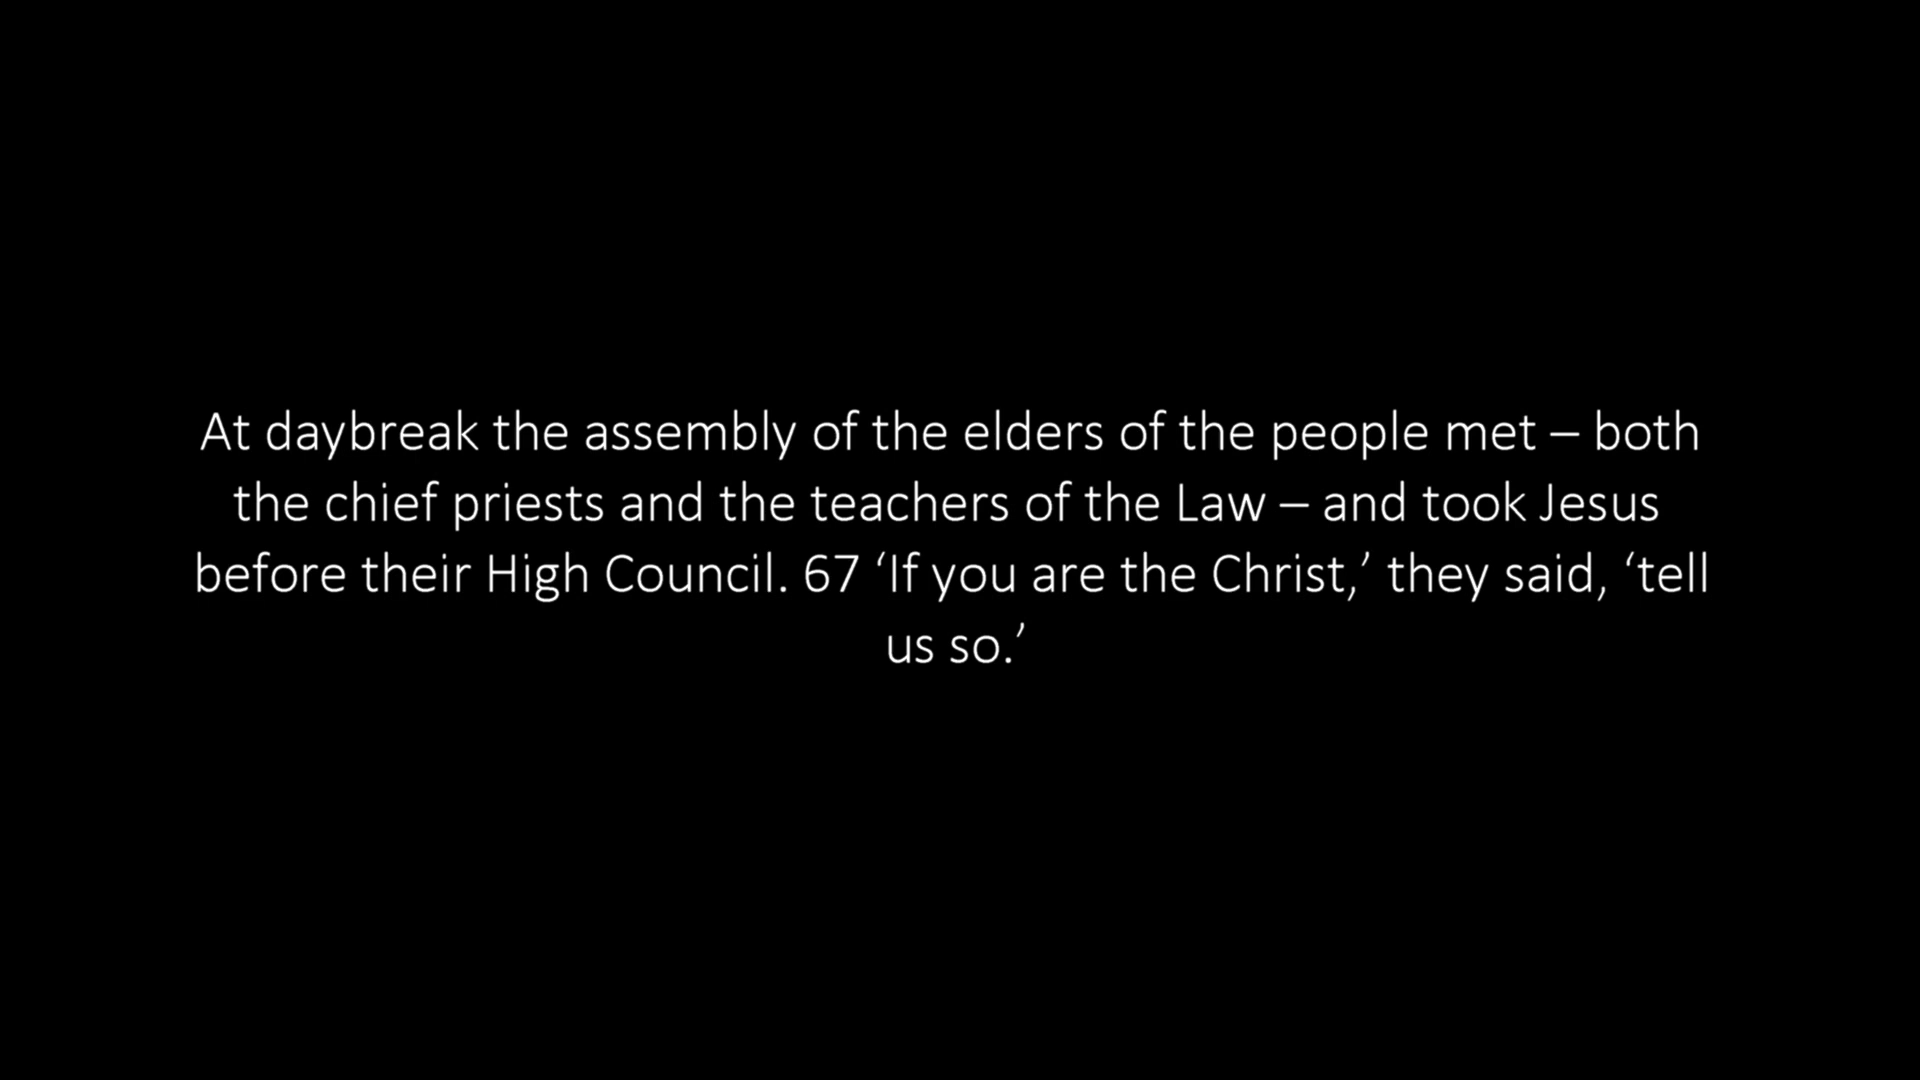 At daybreak the assembly of the elders of the people met – both
the chief priests and the teachers of the Law – and took Jesus
before their High Council. 67 ‘If you are the Christ,’ they said, ‘tell
us so.’